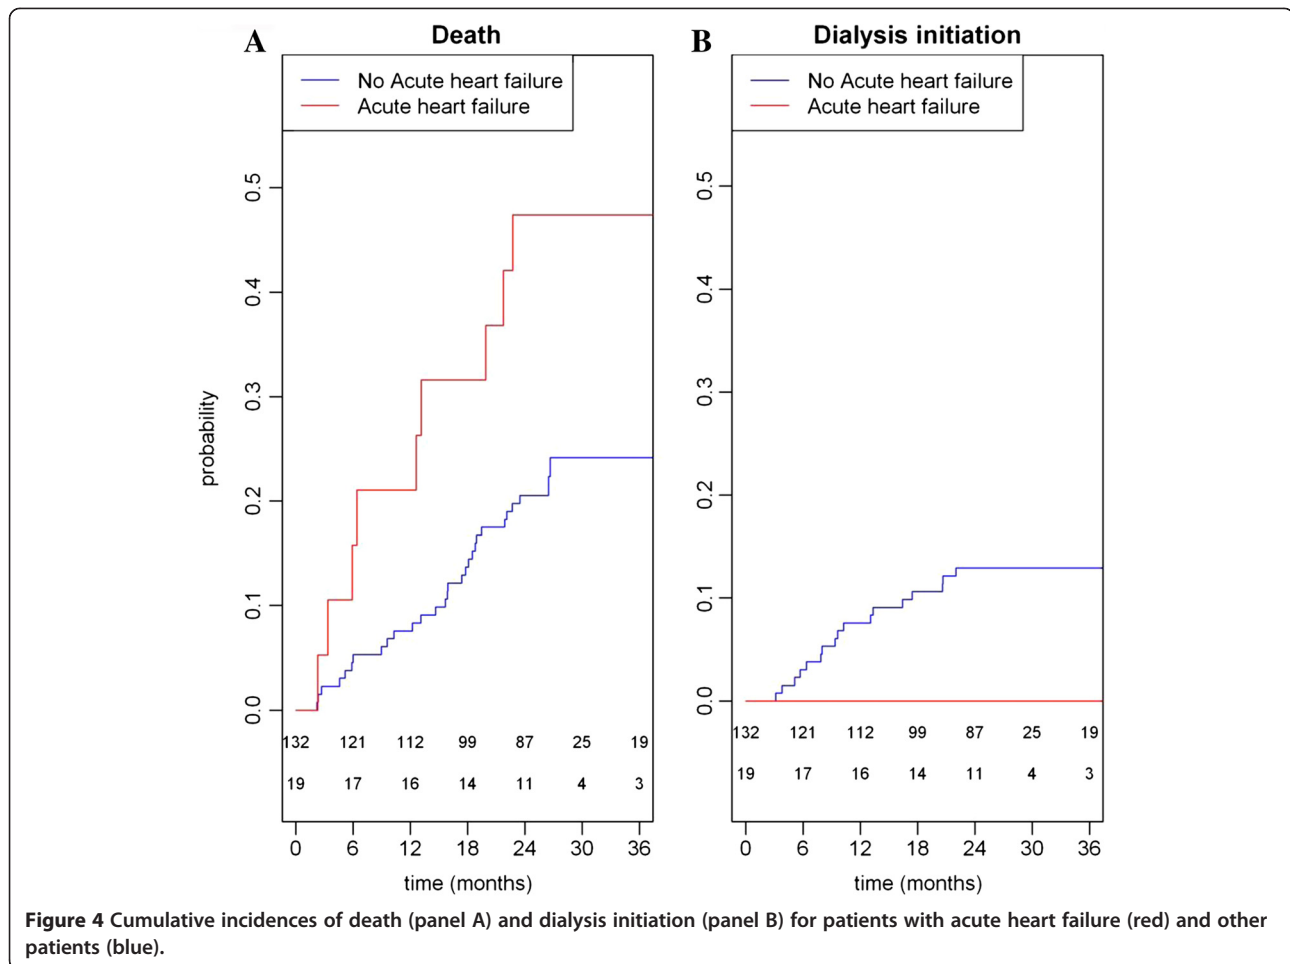 A Death
No Acute heart failure
Acute heart failure
probability
0.5
0.4
0.3
0.2
0.1
0.0
132 121 112 99 87 25 19
19 17 16 14 11 4 3
0 6 12 18 24 30 36
time (months)
B Dialysis initiation
No Acute heart failure
Acute heart failure
0.5
0.4
0.3
0.2
0.1
0.0
132 121 112 99 87 25 19
19 17 16 14 11 4 3
0 6 12 18 24 30 36
time (months)
Figure 4 Cumulative incidences of death (panel A) and dialysis initiation (panel B) for patients with acute heart failure (red) and other
patients (blue).